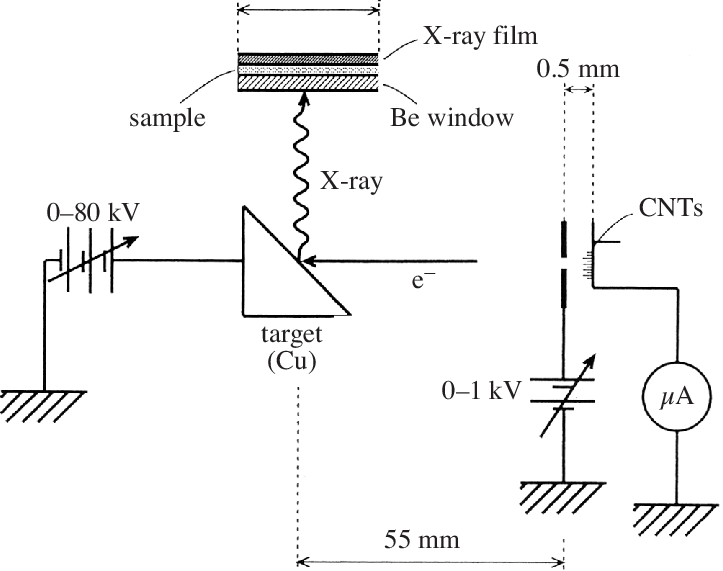 X-ray film
0.5 mm
sample
Be window
X-ray
CNTs
0–80 kV
e⁻
target
(Cu)
0–1 kV
μA
55 mm